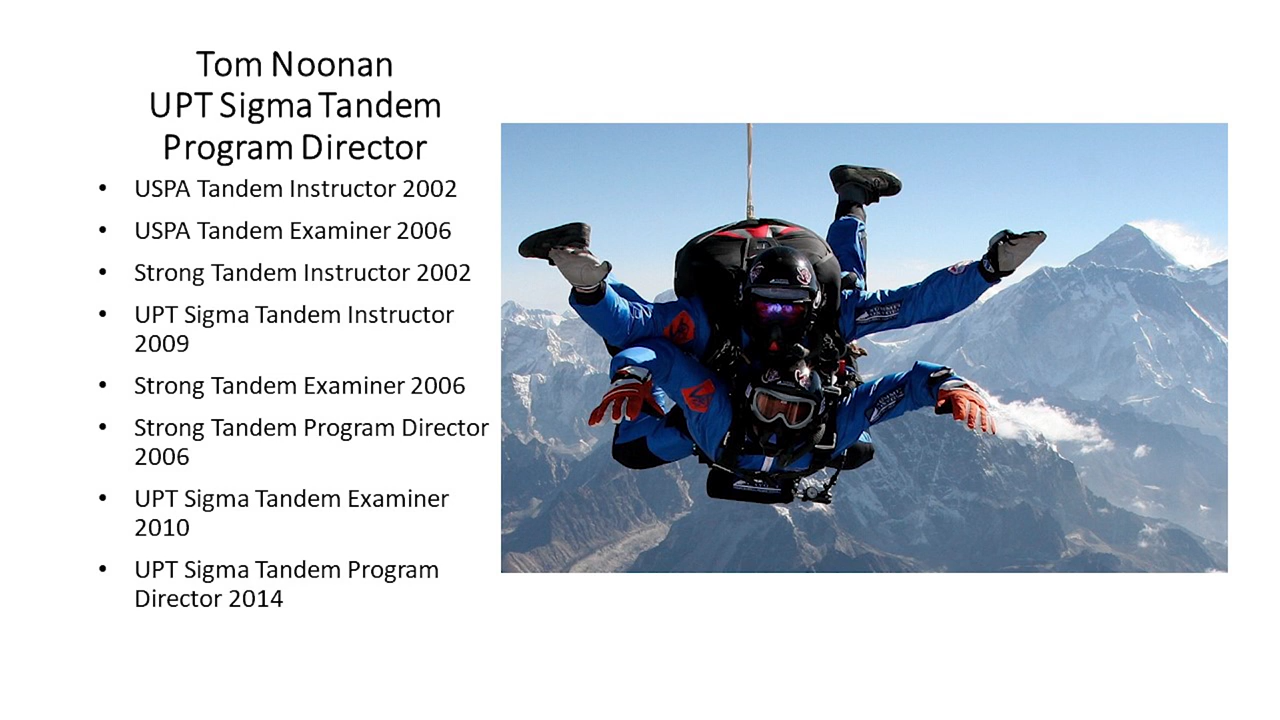 Tom Noonan
UPT Sigma Tandem
Program Director
• USPA Tandem Instructor 2002
• USPA Tandem Examiner 2006
• Strong Tandem Instructor 2002
• UPT Sigma Tandem Instructor
2009
• Strong Tandem Examiner 2006
• Strong Tandem Program Director
2006
• UPT Sigma Tandem Examiner
2010
• UPT Sigma Tandem Program
Director 2014